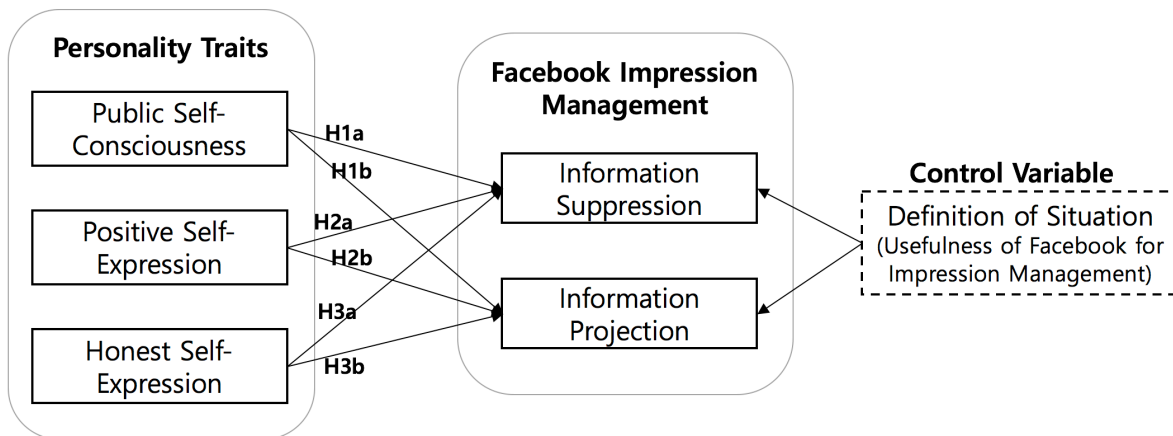 Personality Traits
Public Self-
Consciousness
Positive Self-
Expression
Honest Self-
Expression
H1a
H1b
H2a
H2b
H3a
H3b
Facebook Impression
Management
Information
Suppression
Information
Projection
Control Variable
Definition of Situation
(Usefulness of Facebook for
Impression Management)